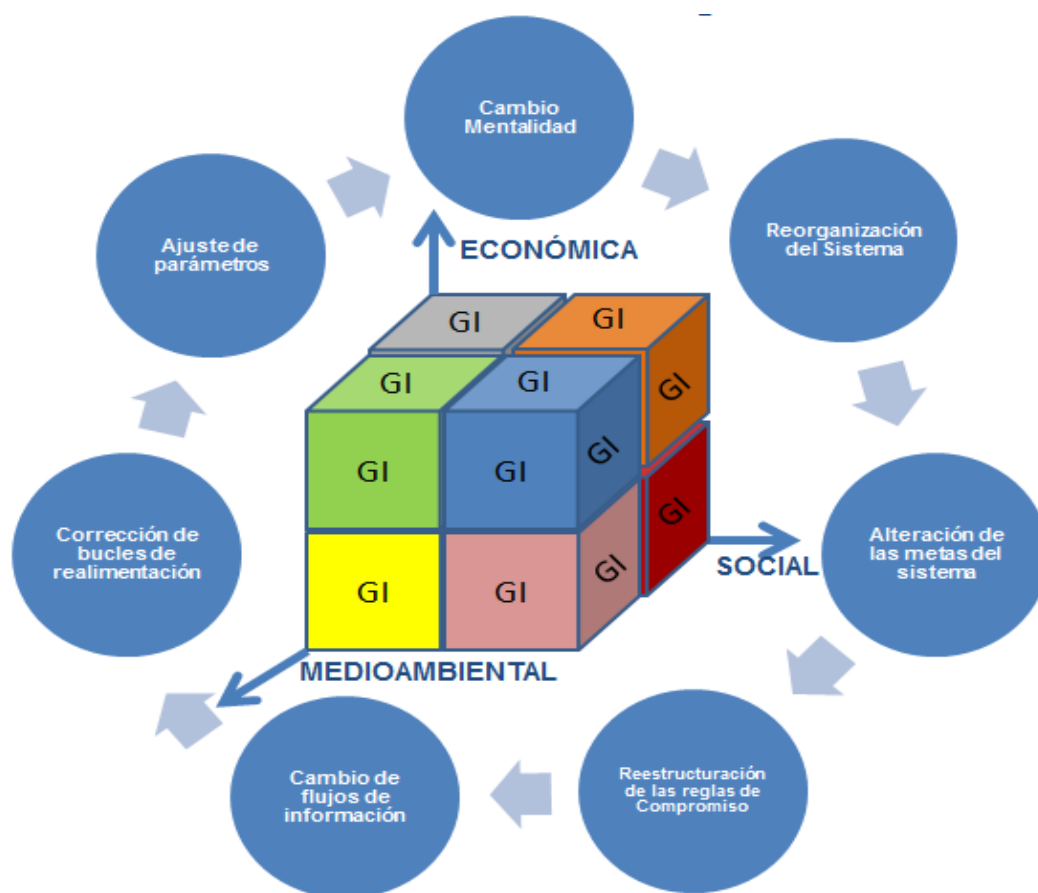 Cambio
Mentalidad
Ajuste de
parámetros
Reorganización
del Sistema
ECONÓMICA
GI
GI
GI
GI
GI
GI
GI
GI
GI
GI
GI
GI
Corrección de
bucles de
realimentación
Alteración de
las metas del
sistema
SOCIAL
MEDIOAMBIENTAL
Cambio de
flujos de
información
Reestructuración
de las reglas de
Compromiso